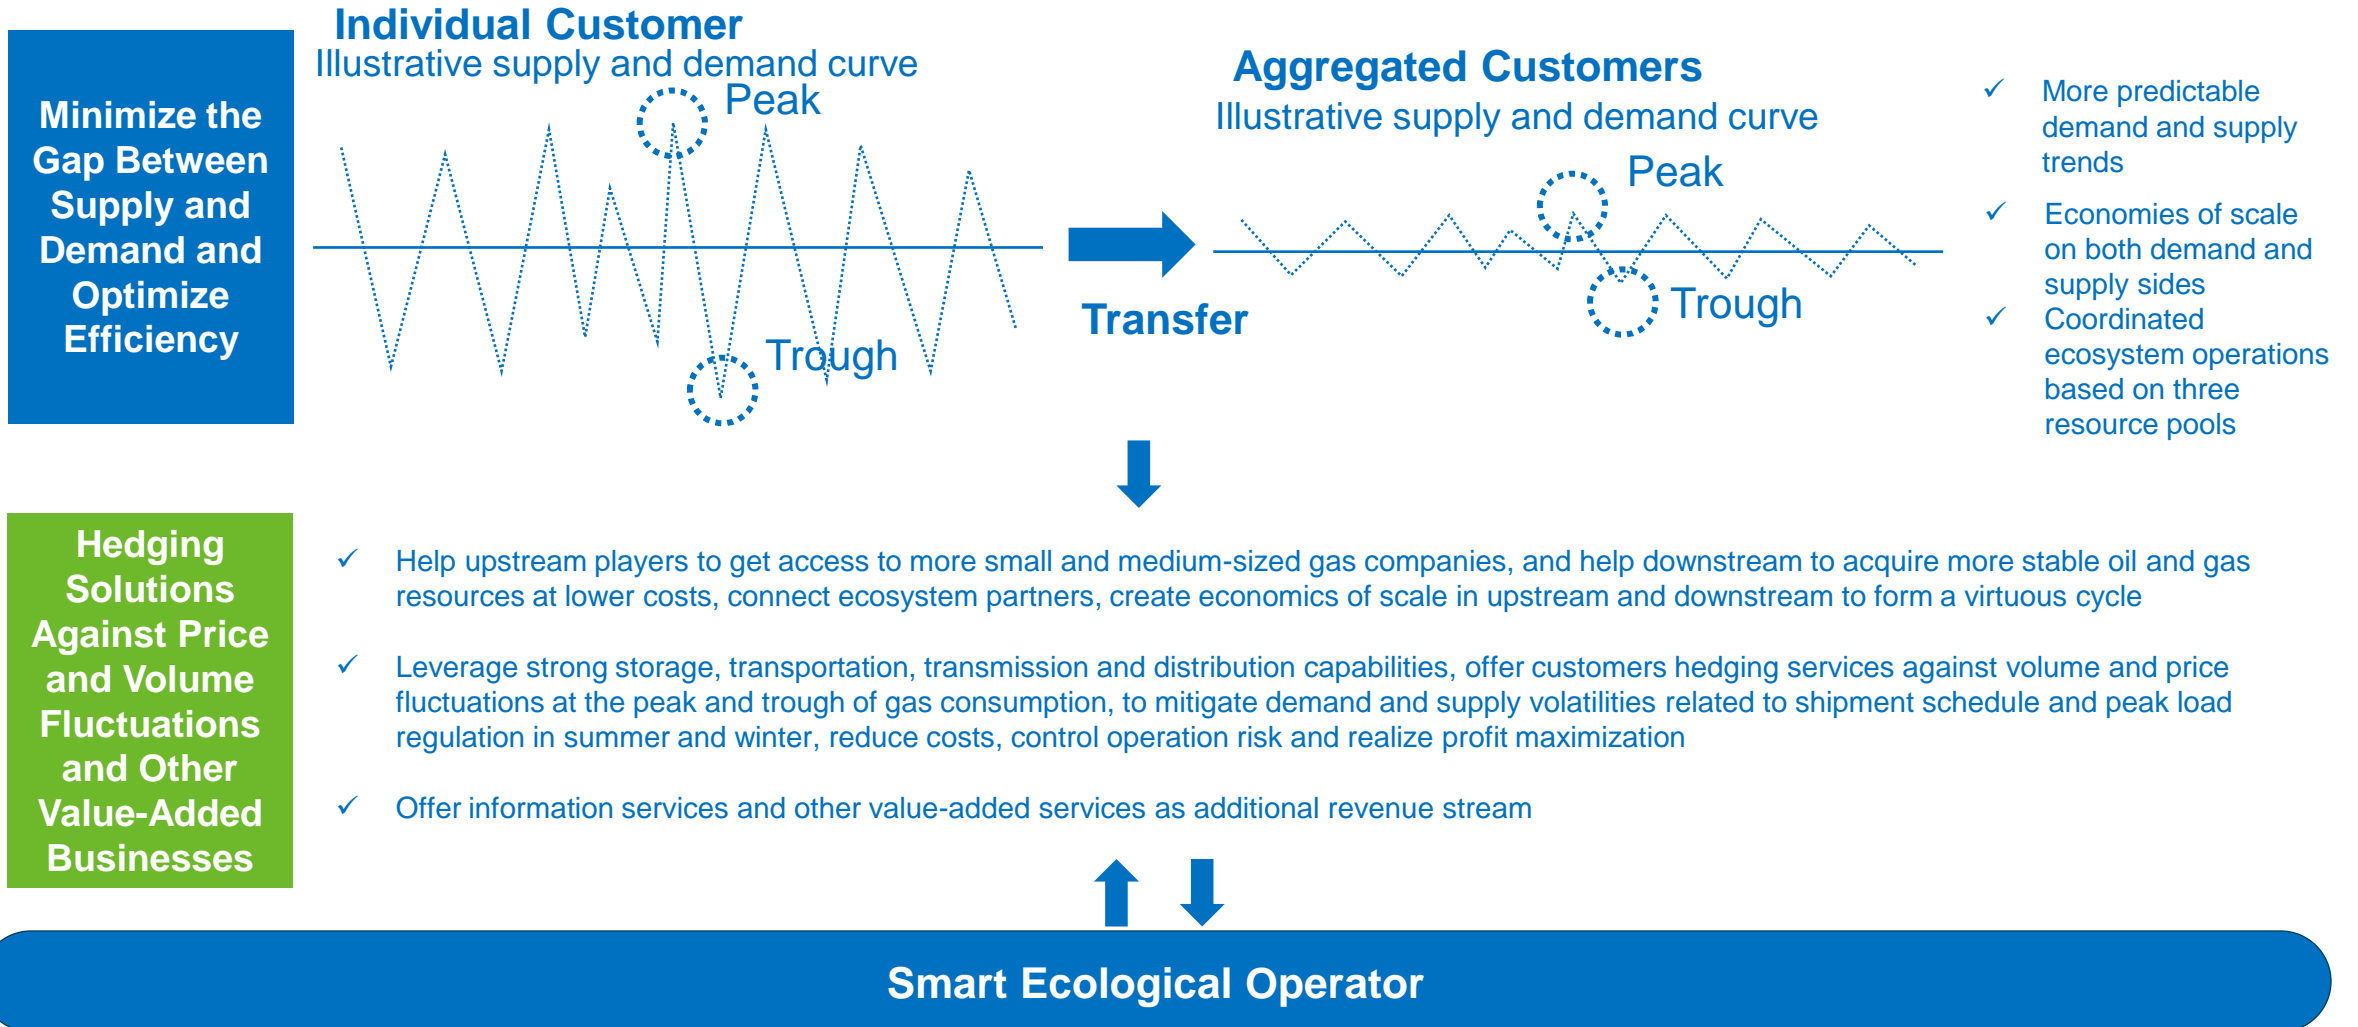 Minimize the
Gap Between
Supply and
Demand and
Optimize
Efficiency
Individual Customer
Illustrative supply and demand curve
Peak
Trough
Transfer
Aggregated Customers
Illustrative supply and demand curve
Peak
Trough
✓ More predictable
demand and supply
trends
✓ Economies of scale
on both demand and
supply sides
✓ Coordinated
ecosystem operations
based on three
resource pools
Hedging
Solutions
Against Price
and Volume
Fluctuations
and Other
Value-Added
Businesses
✓ Help upstream players to get access to more small and medium-sized gas companies, and help downstream to acquire more stable oil and gas
resources at lower costs, connect ecosystem partners, create economics of scale in upstream and downstream to form a virtuous cycle
✓ Leverage strong storage, transportation, transmission and distribution capabilities, offer customers hedging services against volume and price
fluctuations at the peak and trough of gas consumption, to mitigate demand and supply volatilities related to shipment schedule and peak load
regulation in summer and winter, reduce costs, control operation risk and realize profit maximization
✓ Offer information services and other value-added services as additional revenue stream
Smart Ecological Operator